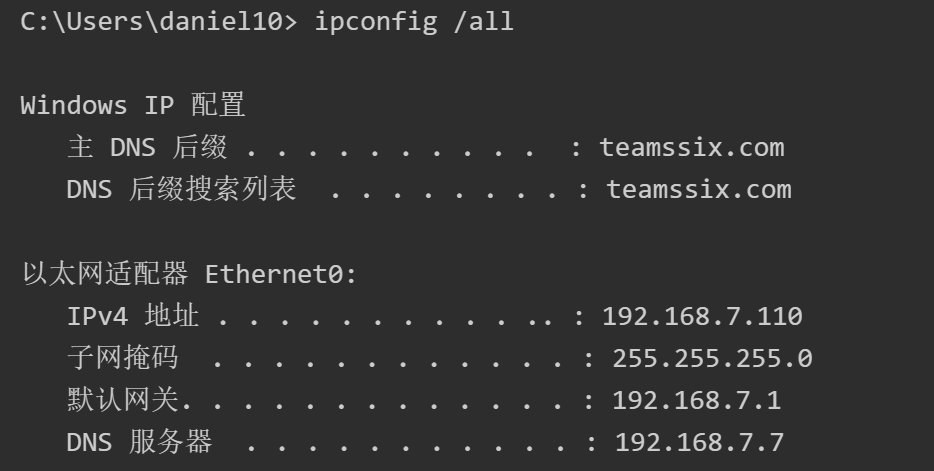 C:\Users\daniel10> ipconfig /all
Windows IP 配置
主 DNS 后缀 . . . . . . . . . . : teamssix.com
DNS 后缀搜索列表 . . . . . . . . : teamssix.com
以太网适配器 Ethernet0:
IPv4 地址 . . . . . . . . . . .. : 192.168.7.110
子网掩码 . . . . . . . . . . . . : 255.255.255.0
默认网关. . . . . . . . . . . . . : 192.168.7.1
DNS 服务器 . . . . . . . . . . . : 192.168.7.7